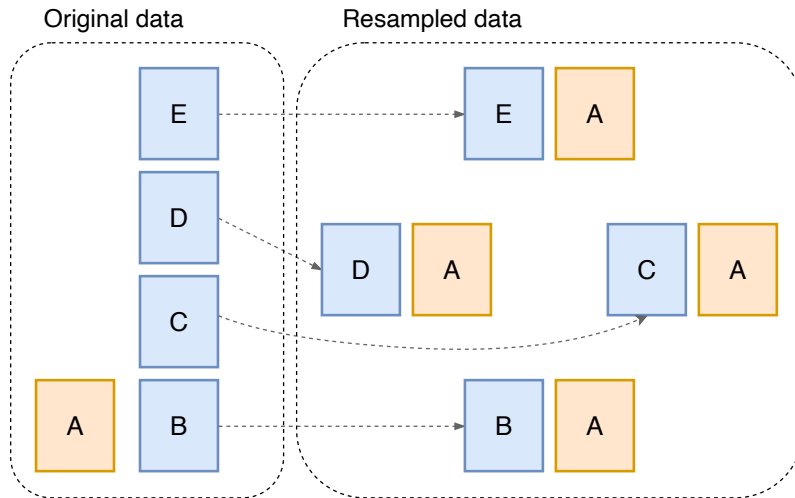 Original data
Resampled data
E
E A
D
D A
C A
C
A B
B A